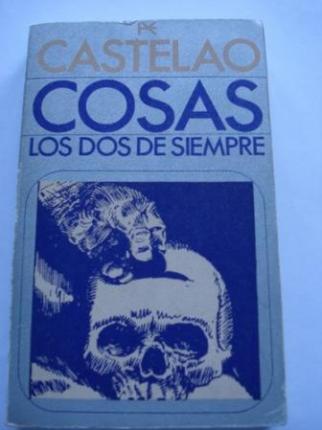 CASTELAO
COSAS
LOS DOS DE SIEMPRE